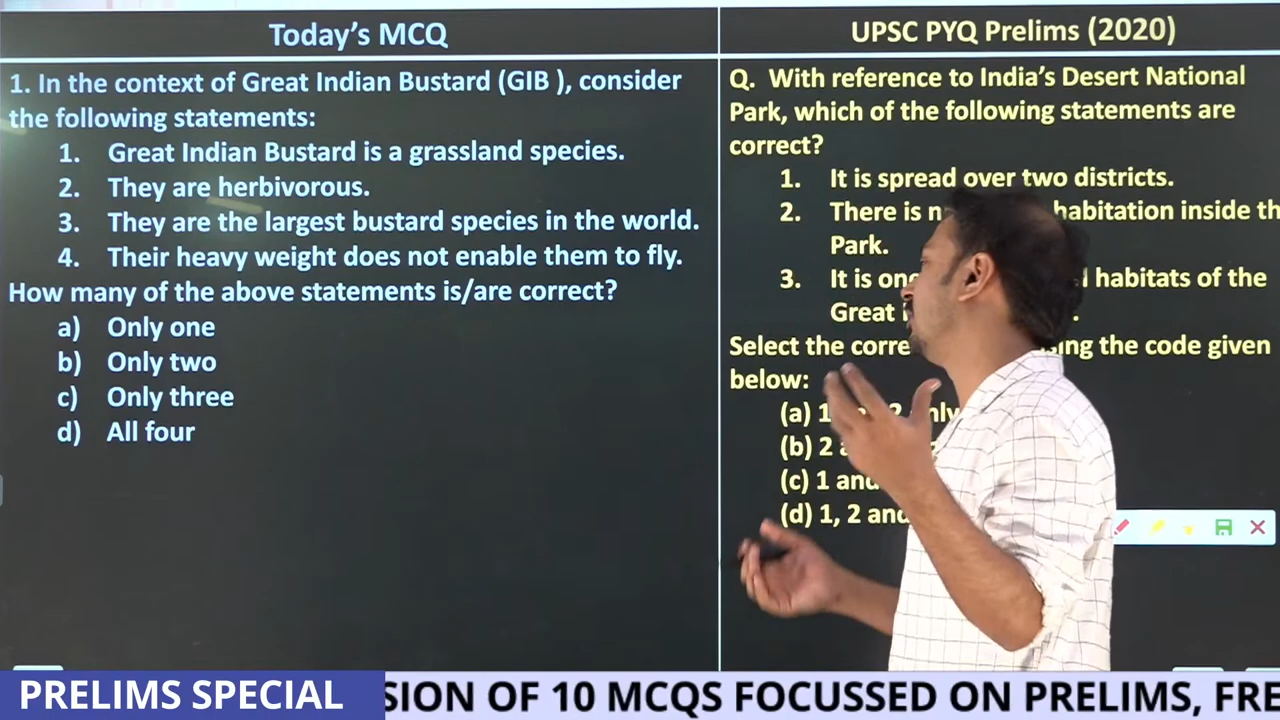 Today's MCQ
1. In the context of Great Indian Bustard (GIB ), consider
the following statements:
1. Great Indian Bustard is a grassland species.
2. They are herbivorous.
3. They are the largest bustard species in the world.
4. Their heavy weight does not enable them to fly.
How many of the above statements is/are correct?
a) Only one
b) Only two
c) Only three
d) All four
UPSC PYQ Prelims (2020)
Q. With reference to India's Desert National
Park, which of the following statements are
correct?
1. It is spread over two districts.
2. There is habitation inside
Park.
3. It is habitats of the
Great
Select the the code given
below:
(a) 1
(b) 2
(c) 1 and
(d) 1, 2 and
PRELIMS SPECIAL
OF 10 MCQS FOCUSSED ON PRELIMS,